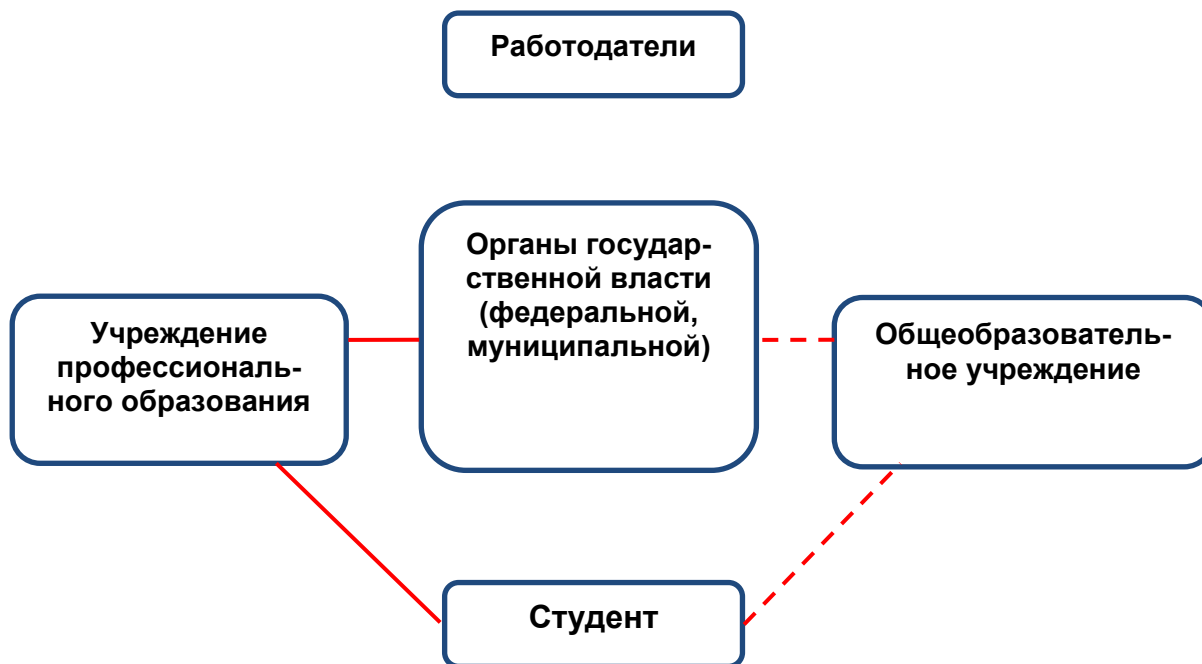 Работодатели
Органы государ-
ственной власти
(федеральной,
муниципальной)
Учреждение
профессиональ-
ного образования
Общеобразователь-
ное учреждение
Студент